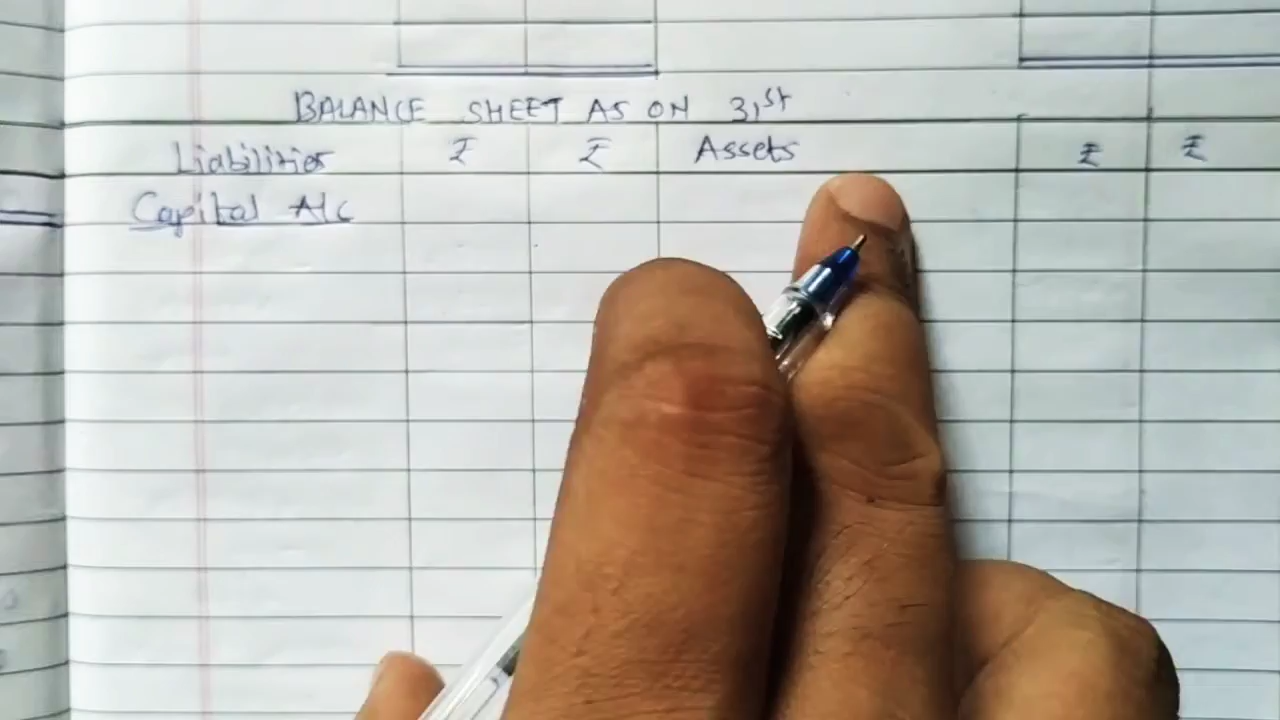 BALANCE SHEET AS ON 31st
Liabilities ₹ ₹ Assets ₹ ₹
Capital A/c